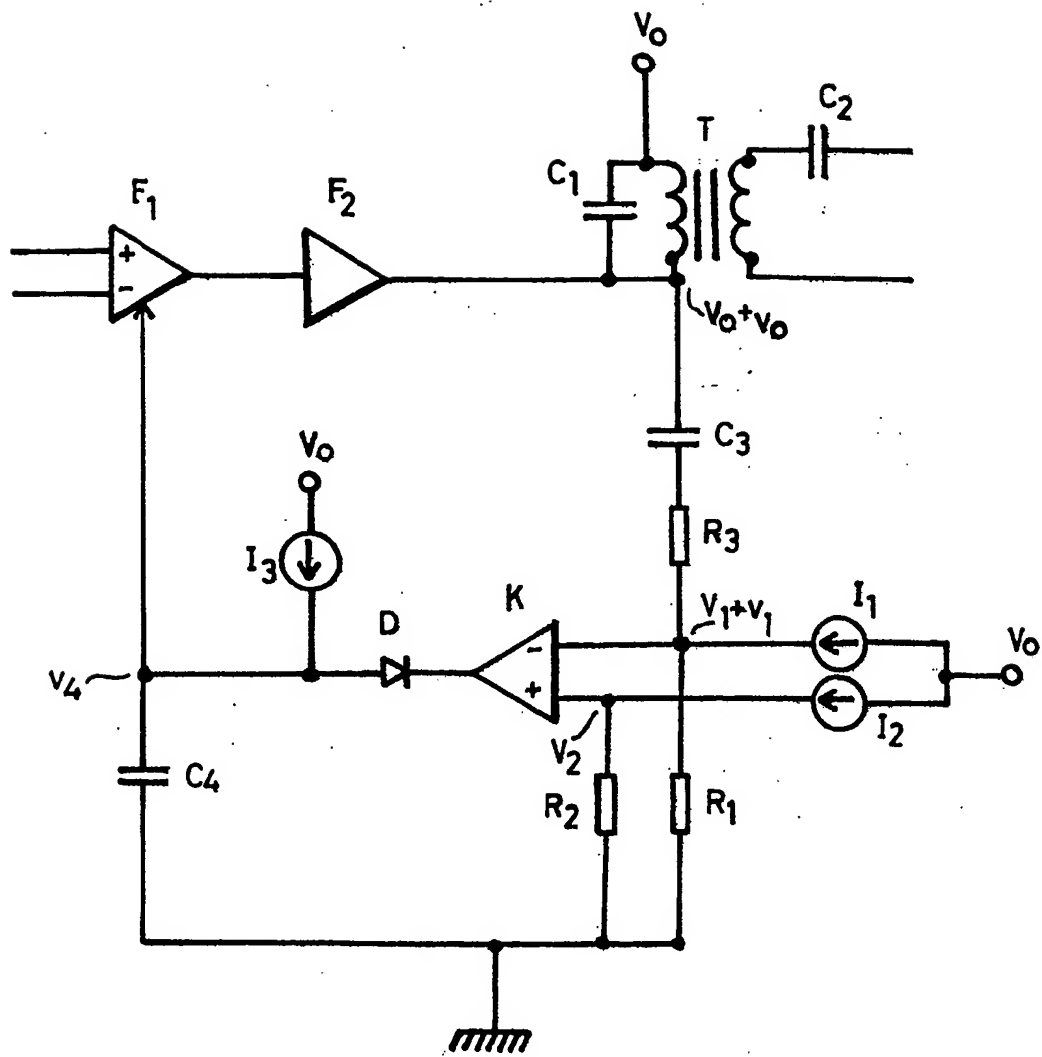 V₀
T
C₂
C₁
F₁
F₂
+
-
V₀+v₀
C₃
V₀
I₃
R₃
K
V₁+v₁
I₁
D
-
V₀
v₄
+
V₂
I₂
C₄
R₂
R₁